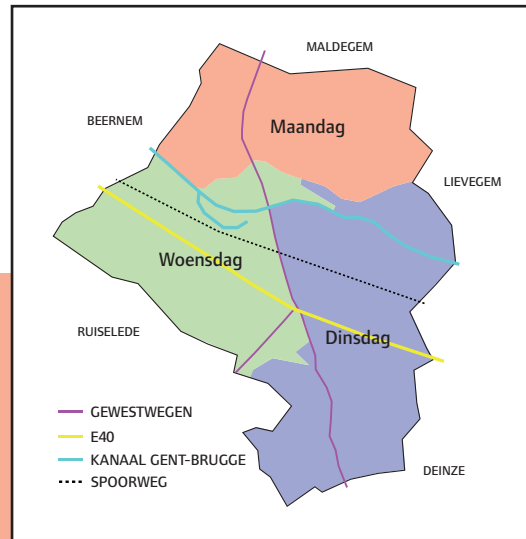 MALDEGEM
Maandag
BEERNEM
LIEVEGEM
Woensdag
RUISELEDE
Dinsdag
GEWESTWEGEN
E40
KANAAL GENT-BRUGGE
SPOORWEG
DEINZE